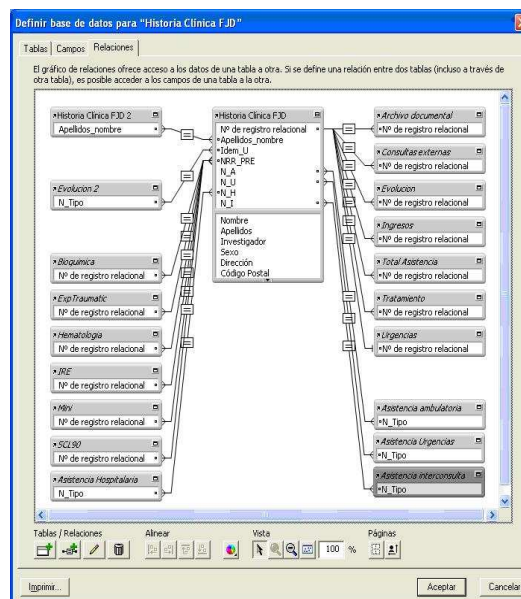 Definir base de datos para “Historia Clínica FJD”
Tablas
Campos
Relaciones
El gráfico de relaciones ofrece acceso a los datos de una tabla a otra. Si se define una relación entre dos tablas (incluso a través de
otra tabla), es posible acceder a los campos de una tabla a la otra.
Historia Clínica FJD 2
Apellidos_nombre
Evolucion 2
N_Tipo
Bioquimica
Nº de registro relacional
ExpTraumatic
Nº de registro relacional
Hematologia
Nº de registro relacional
IRE
Nº de registro relacional
Mini
Nº de registro relacional
SCL90
Nº de registro relacional
Asistencia Hospitalaria
N_Tipo
Historia Clínica FJD
Nº de registro relacional
Apellidos_nombre
Idem_U
NRR_PRE
N_A
N_U
N_H
N_I
Nombre
Apellidos
Investigador
Sexo
Dirección
Código Postal
Archivo documental
Nº de registro relacional
Consultas externas
Nº de registro relacional
Evolucion
Nº de registro relacional
Ingresos
Nº de registro relacional
Total Asistencia
Nº de registro relacional
Tratamiento
Nº de registro relacional
Urgencias
Nº de registro relacional
Asistencia ambulatoria
N_Tipo
Asistencia Urgencias
N_Tipo
Asistencia interconsulta
N_Tipo
Tablas / Relaciones
Alinear
Vista
Páginas
100 %
Imprimir...
Aceptar
Cancelar